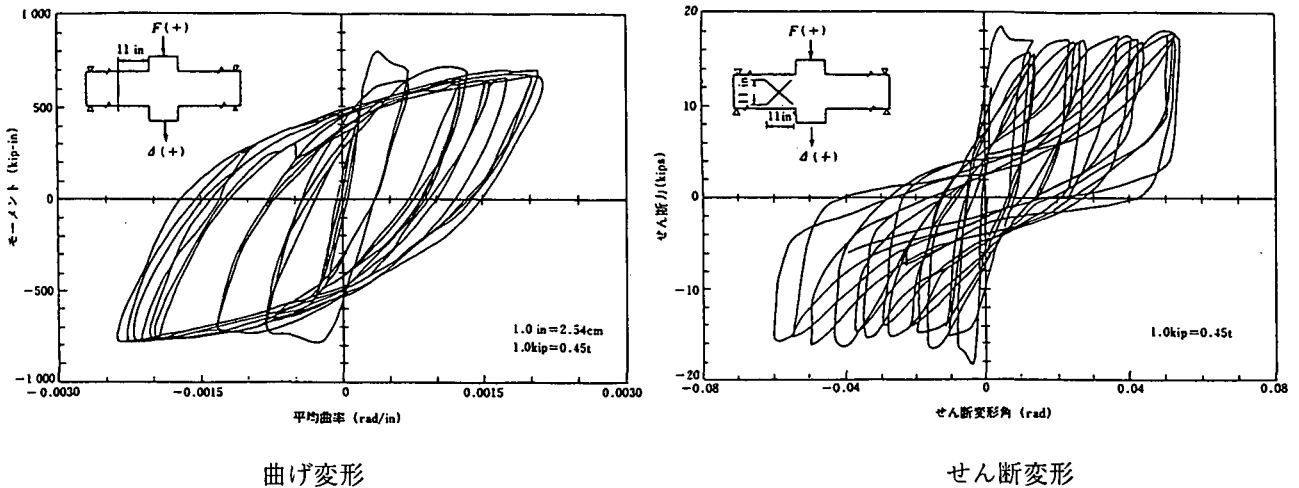 1 000
500
0
−500
−1 000
モーメント (kip-in)
F(+)
11 in
Δ(+)
1.0 in=2.54cm
1.0kip=0.45t
−0.0030
−0.0015
0
0.0015
0.0030
平均曲率 (rad/in)
曲げ変形
20
10
0
−10
−20
せん断力(kips)
F(+)
11in
Δ(+)
1.0kip=0.45t
−0.08
−0.04
0
0.04
0.08
せん断変形角 (rad)
せん断変形